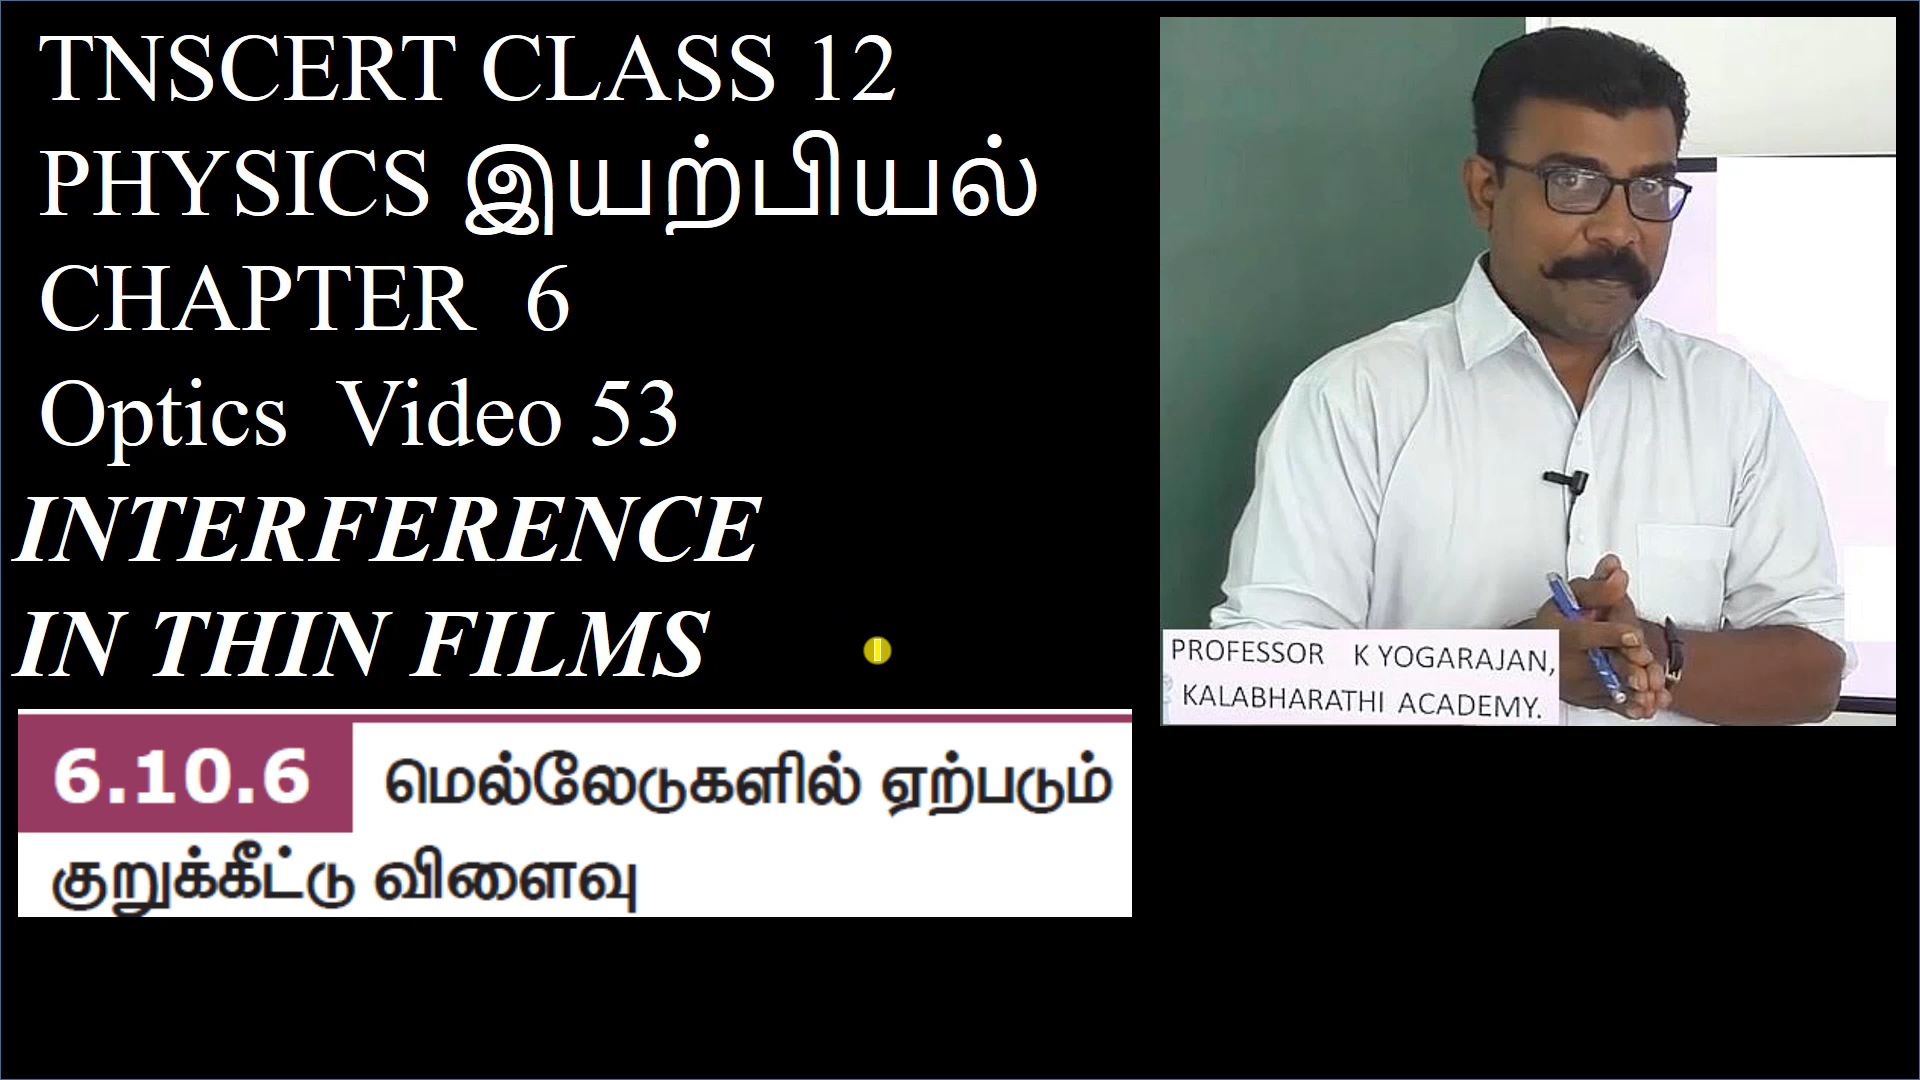 TNSCERT CLASS 12
PHYSICS இயற்பியல்
CHAPTER 6
Optics Video 53
INTERFERENCE
IN THIN FILMS
6.10.6 மெல்லேடுகளில் ஏற்படும்
குறுக்கீட்டு விளைவு
PROFESSOR K YOGARAJAN,
KALABHARATHI ACADEMY.